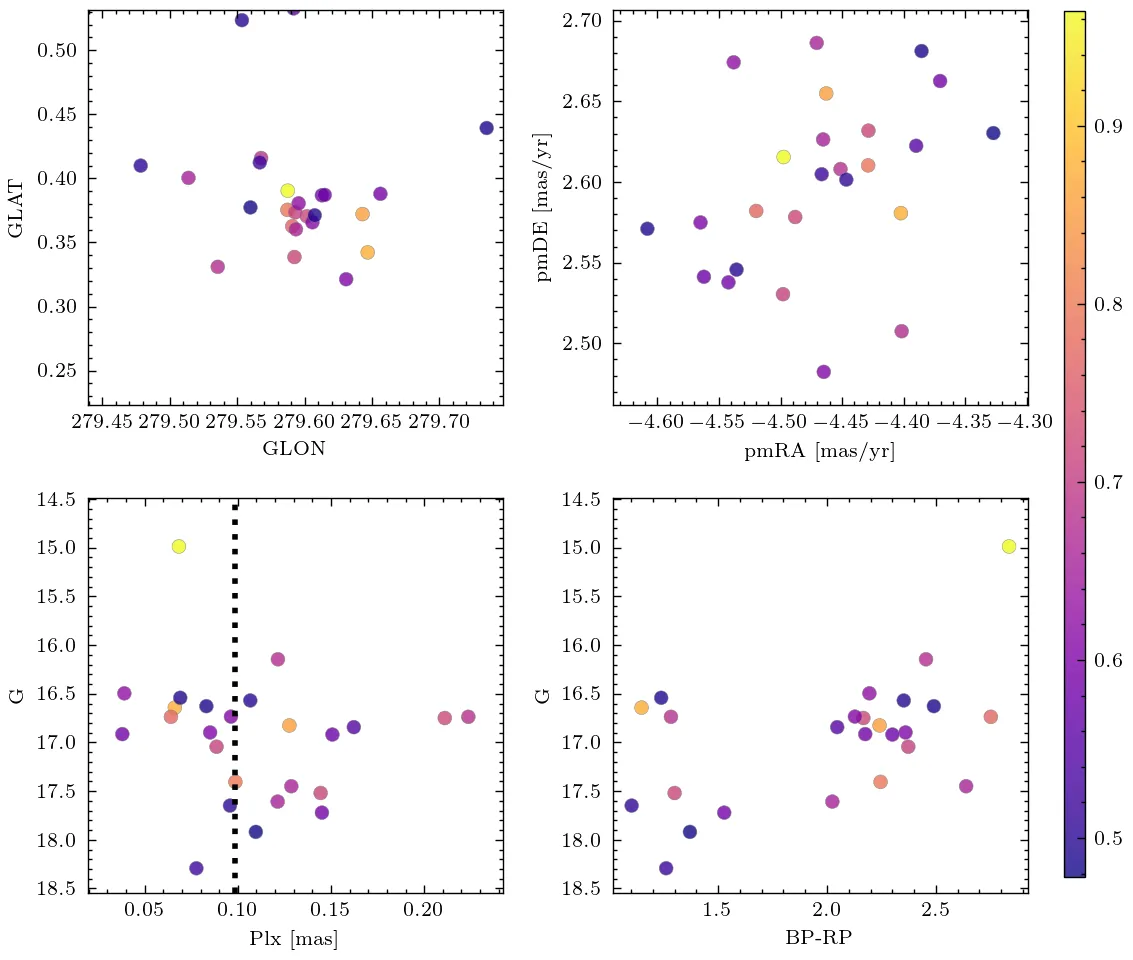 0.50
0.45
0.40
0.35
0.30
0.25
GLAT
279.45 279.50 279.55 279.60 279.65 279.70
GLON
2.70
2.65
2.60
2.55
2.50
pmDE [mas/yr]
−4.60 −4.55 −4.50 −4.45 −4.40 −4.35 −4.30
pmRA [mas/yr]
0.9
0.8
0.7
0.6
0.5
14.5
15.0
15.5
16.0
16.5
17.0
17.5
18.0
18.5
G
0.05 0.10 0.15 0.20
Plx [mas]
14.5
15.0
15.5
16.0
16.5
17.0
17.5
18.0
18.5
G
1.5 2.0 2.5
BP-RP